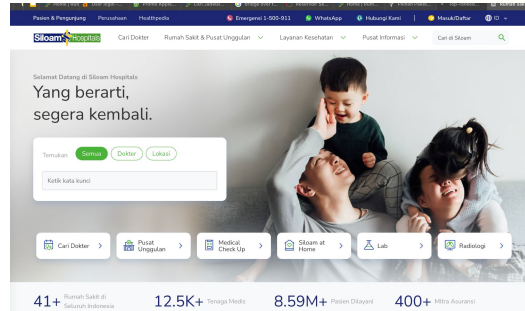 Pasien & Pengunjung Perusahaan Healthpedia Emergensi 1-500-911 WhatsApp Hubungi Kami Masuk/Daftar ID
Siloam Hospitals Cari Dokter Rumah Sakit & Pusat Unggulan Layanan Kesehatan Pusat Informasi Cari di Siloam
Selamat Datang di Siloam Hospitals
Yang berarti,
segera kembali.
Temukan Semua Dokter Lokasi
Ketik kata kunci
Cari Dokter
Pusat
Unggulan
Medical
Check Up
Siloam at
Home
Lab
Radiologi
41+ Rumah Sakit di
Seluruh Indonesia
12.5K+ Tenaga Medis
8.59M+ Pasien Dilayani
400+ Mitra Asuransi